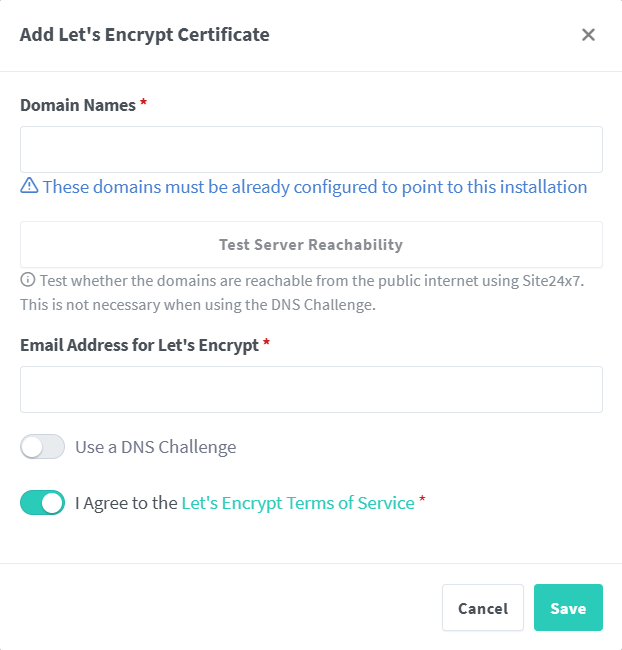 Add Let's Encrypt Certificate
Domain Names *
These domains must be already configured to point to this installation
Test Server Reachability
Test whether the domains are reachable from the public internet using Site24x7.
This is not necessary when using the DNS Challenge.
Email Address for Let's Encrypt *
Use a DNS Challenge
I Agree to the Let's Encrypt Terms of Service *
Cancel Save